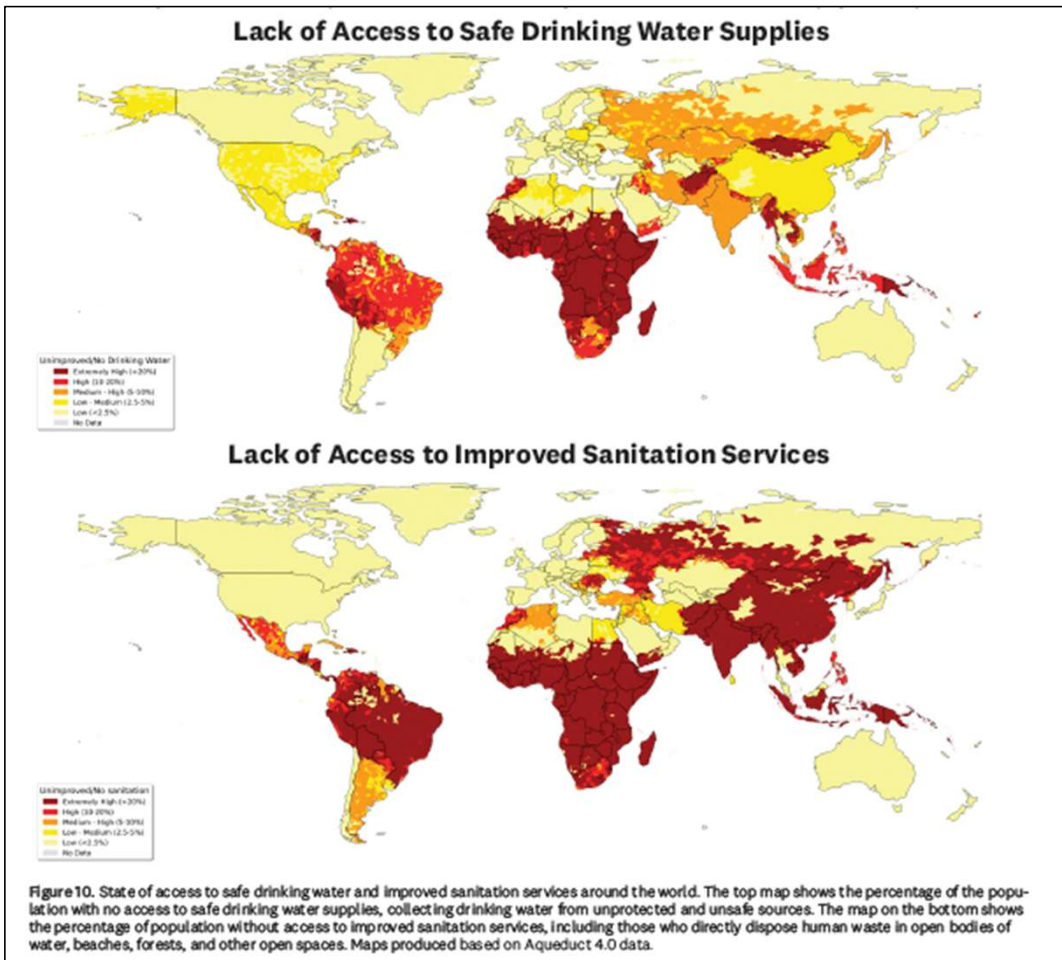 Lack of Access to Safe Drinking Water Supplies
Unimproved/No Drinking Water
Extremely High (>20%)
High (10-20%)
Medium - High (5-10%)
Low - Medium (2.5-5%)
Low (<2.5%)
No Data
Lack of Access to Improved Sanitation Services
Unimproved/No sanitation
Extremely High (>20%)
High (10-20%)
Medium - High (5-10%)
Low - Medium (2.5-5%)
Low (<2.5%)
No Data
Figure 10. State of access to safe drinking water and improved sanitation services around the world. The top map shows the percentage of the popu-
lation with no access to safe drinking water supplies, collecting drinking water from unprotected and unsafe sources. The map on the bottom shows
the percentage of population without access to improved sanitation services, including those who directly dispose human waste in open bodies of
water, beaches, forests, and other open spaces. Maps produced based on Aqueduct 4.0 data.